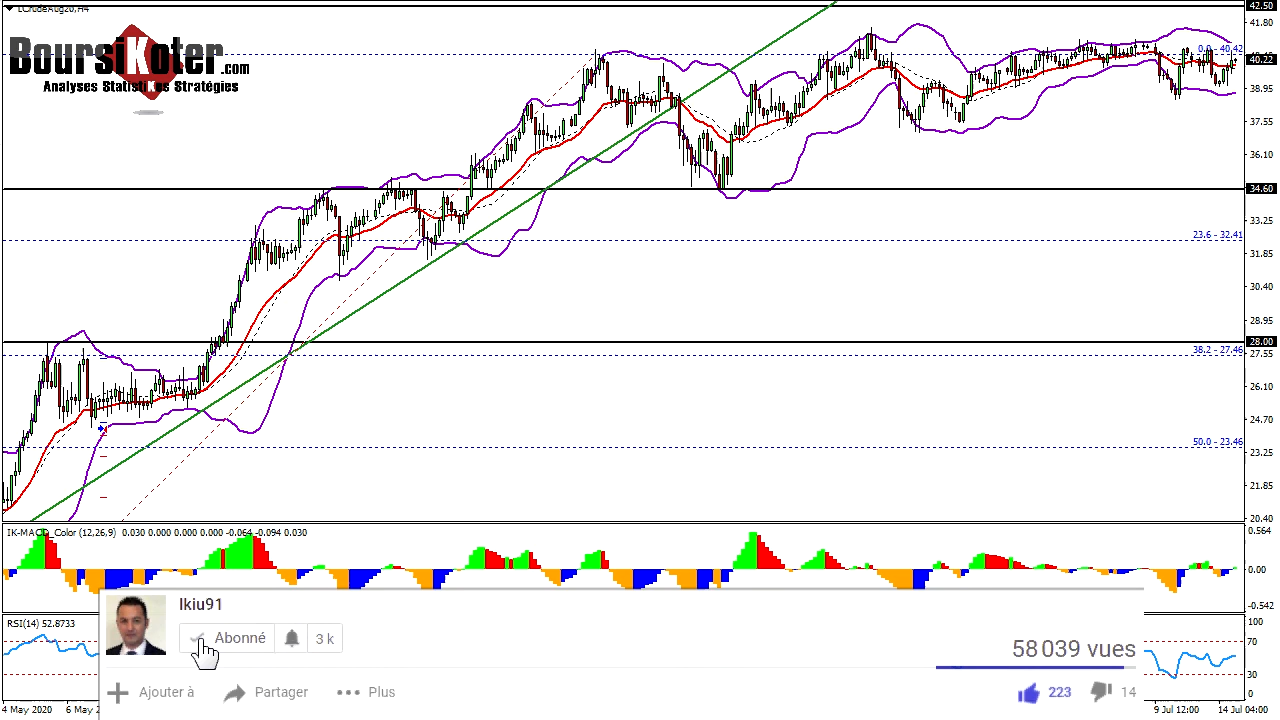 LCrudeAug20,H4
BoursiKoter.com
Analyses Statistikes Stratégies
42.50
41.80
0.0 - 40.42
40.22
38.95
37.55
36.10
34.60
33.25
23.6 - 32.41
31.85
30.40
28.95
28.00
38.2 - 27.46
27.55
26.10
24.70
50.0 - 23.46
23.25
21.85
20.40
IK-MACD_Color (12,26,9) 0.030 0.000 0.000 0.000 -0.064 -0.094 0.030
0.564
0.00
-0.542
RSI(14) 52.8733
100
70
30
0
Ikiu91
Abonné
3 k
58 039 vues
Ajouter à
Partager
Plus
223
14
4 May 2020
9 Jul 12:00
14 Jul 04:00